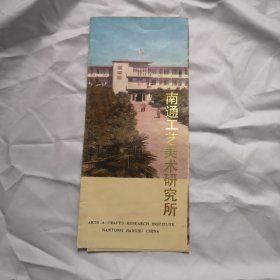 南通工艺美术研究所
ARTS & CRAFTS RESEARCH INSTITUTE
NANTONG JIANGSU CHINA